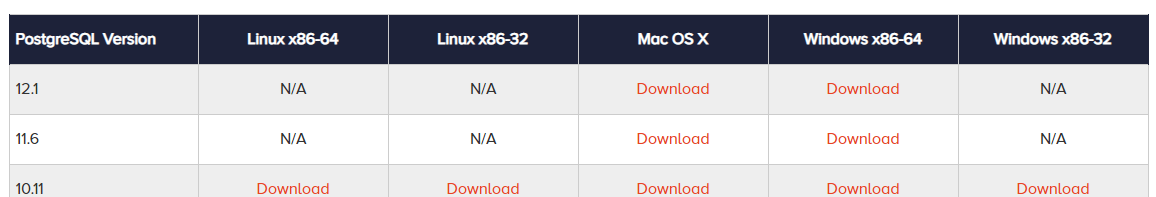 PostgreSQL Version Linux x86-64 Linux x86-32 Mac OS X Windows x86-64 Windows x86-32
12.1 N/A N/A Download Download N/A
11.6 N/A N/A Download Download N/A
10.11 Download Download Download Download Download